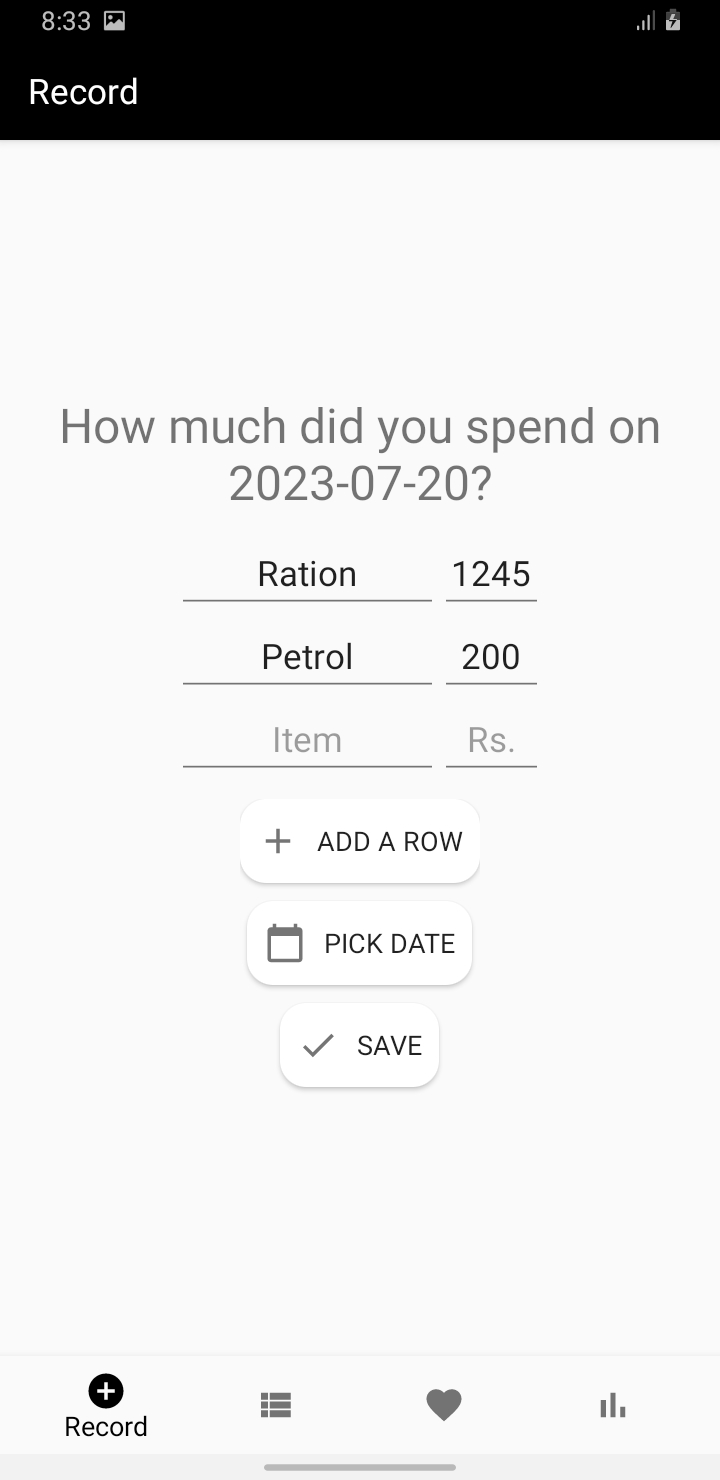 8:33
Record
How much did you spend on
2023-07-20?
Ration 1245
Petrol 200
Item Rs.
ADD A ROW
PICK DATE
SAVE
Record